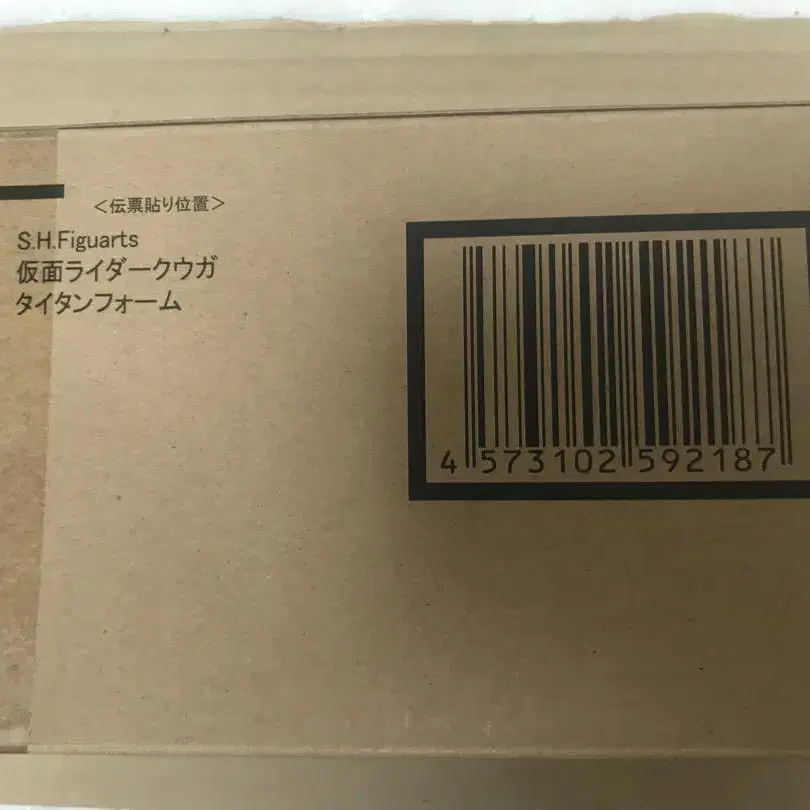 <伝票貼り位置>
S.H.Figuarts
仮面ライダークウガ
タイタンフォーム
4 573102 592187